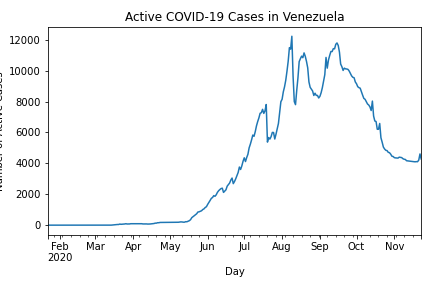 Active COVID-19 Cases in Venezuela
12000
10000
8000
6000
4000
2000
0
Number of Active Cases
Feb Mar Apr May Jun Jul Aug Sep Oct Nov
2020
Day